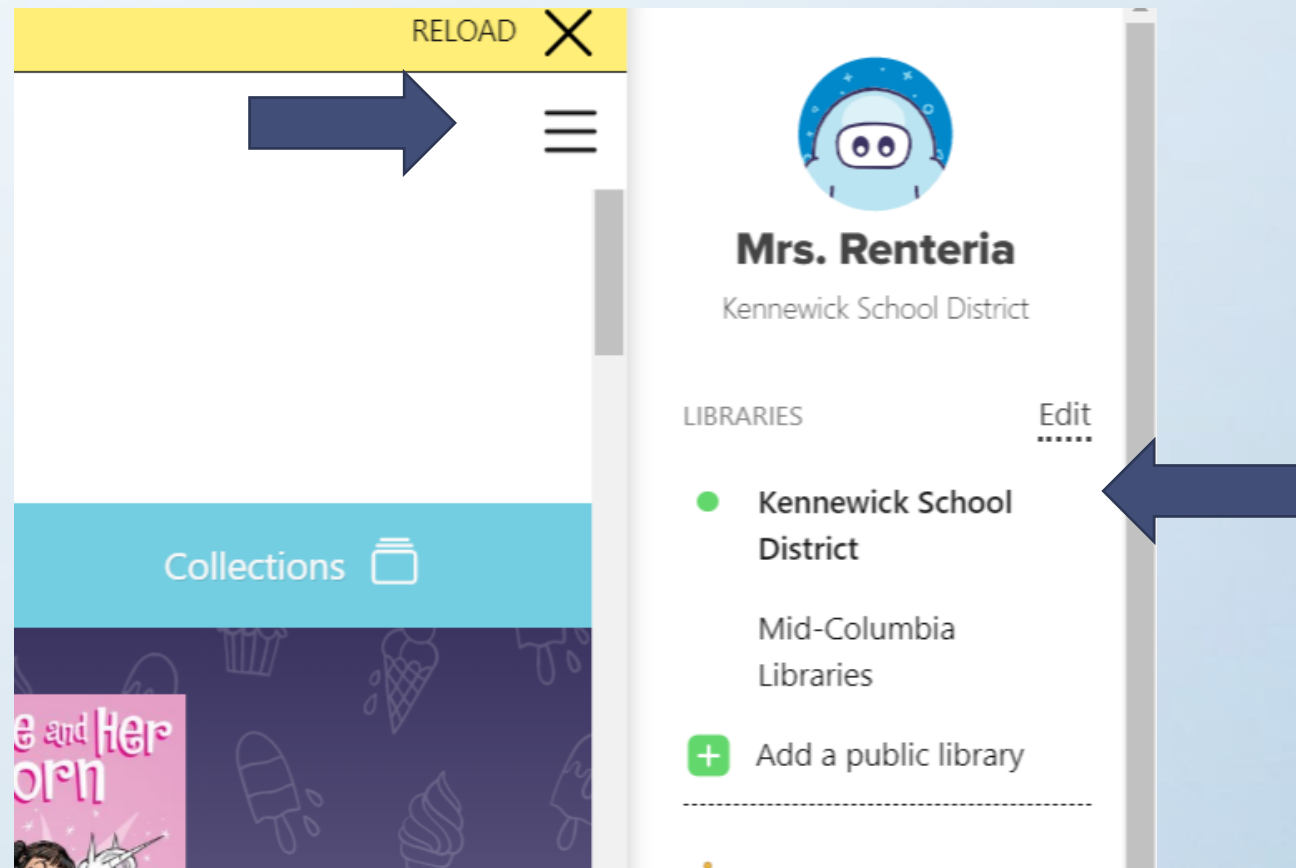 RELOAD
Mrs. Renteria
Kennewick School District
LIBRARIES Edit
Kennewick School
District
Mid-Columbia
Libraries
Add a public library
Collections
and Her